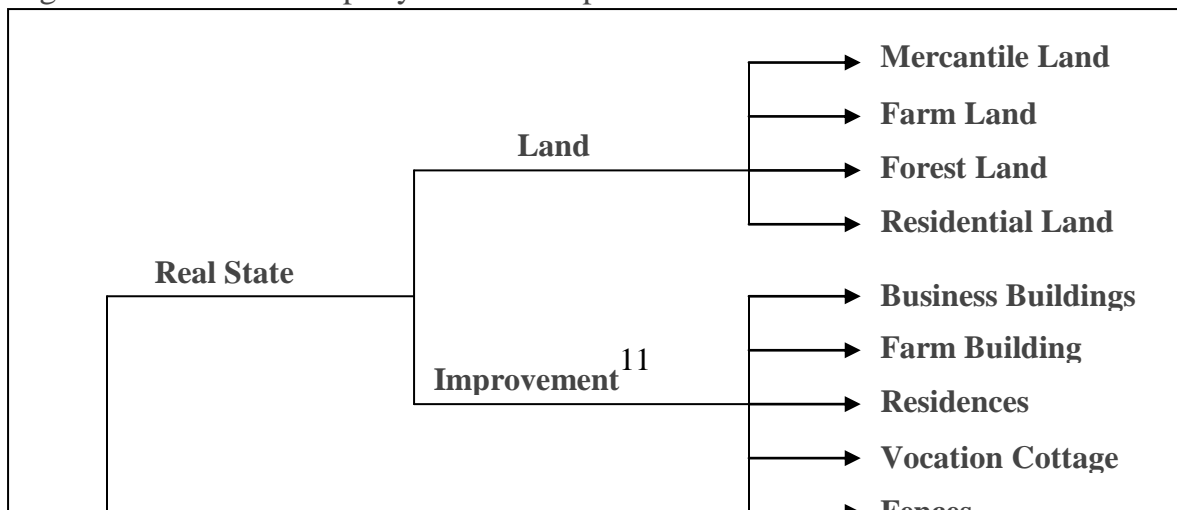 Mercantile Land
Farm Land
Land
Forest Land
Residential Land
Real State
Business Buildings
Farm Building
Improvement11
Residences
Vocation Cottage
Fences